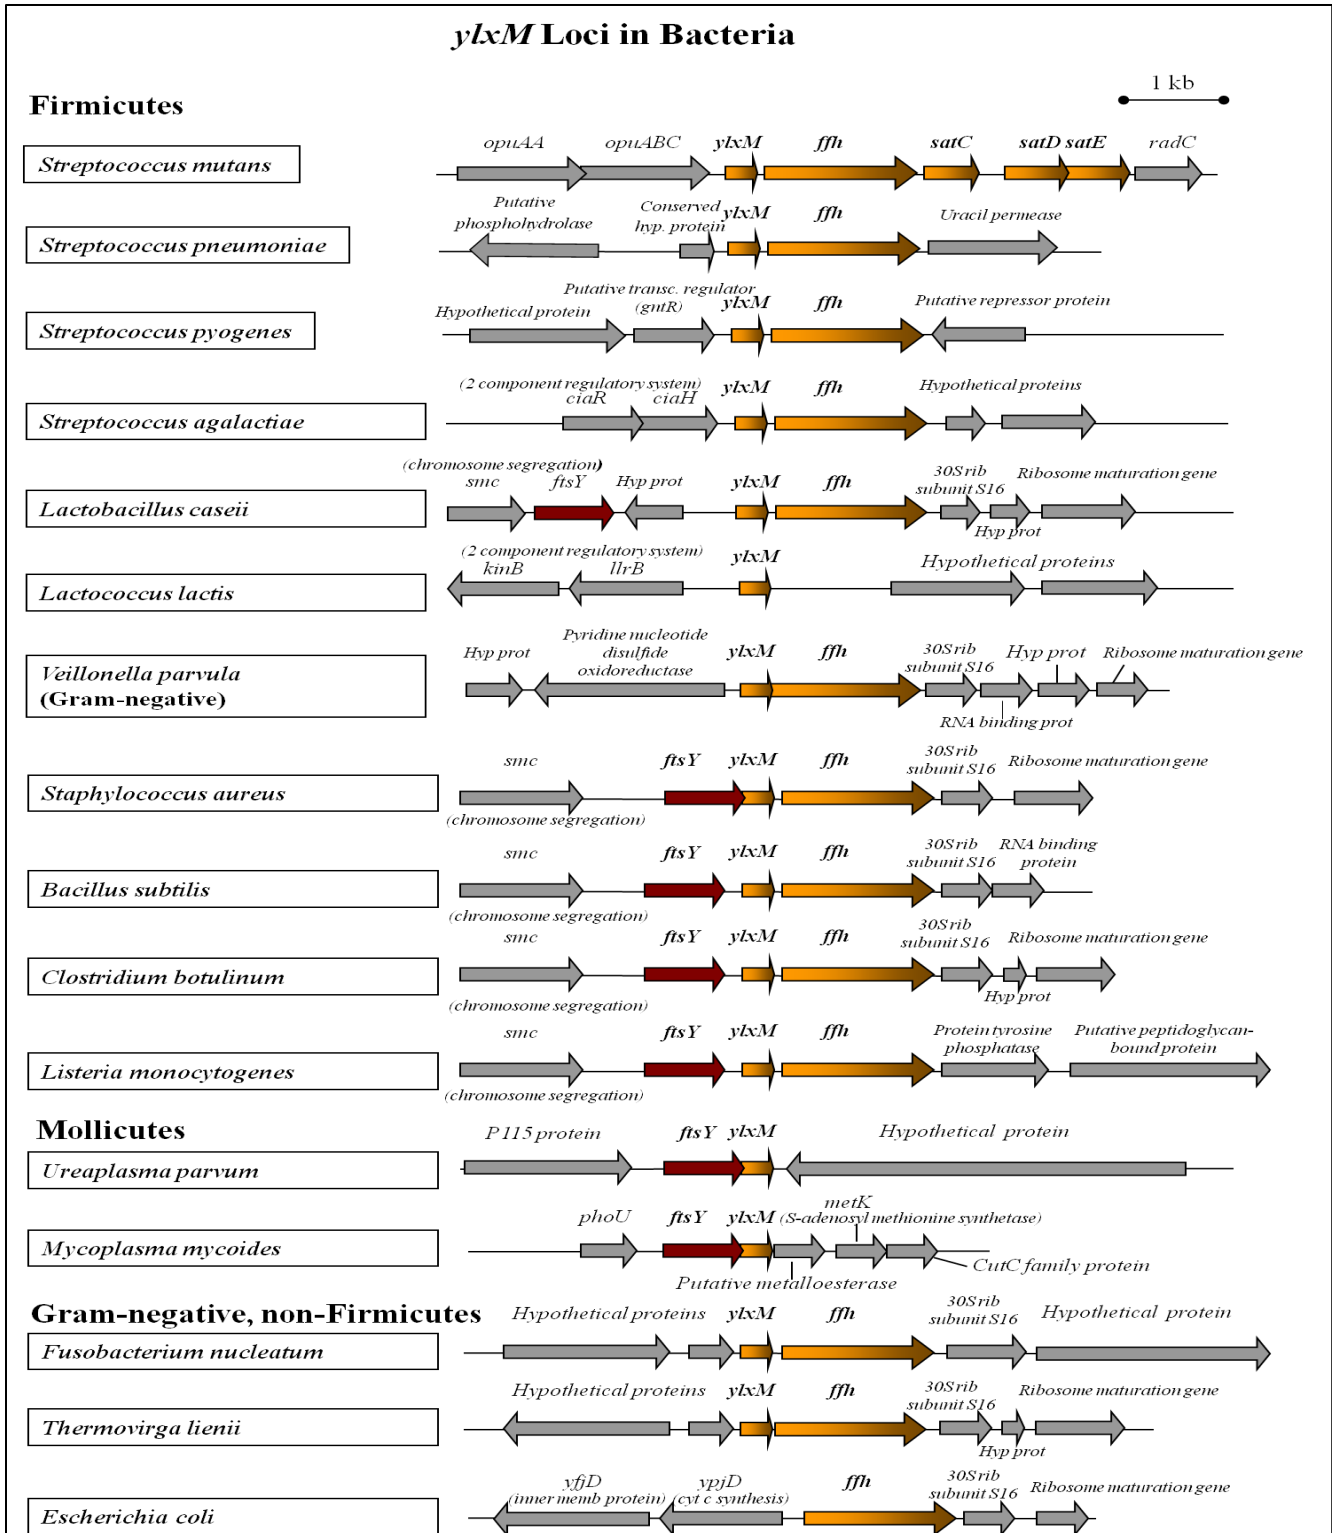 ylxM Loci in Bacteria
1 kb
Firmicutes
opuAA opuABC ylxM ffh satC satD satE radC
Streptococcus mutans
Putative phosphohydrolase
Conserved hyp. protein
ylxM ffh Uracil permease
Streptococcus pneumoniae
Putative transc. regulator (gntR)
Hypothetical protein
ylxM ffh Putative repressor protein
Streptococcus pyogenes
(2 component regulatory system)
ciaR ciaH ylxM ffh Hypothetical proteins
Streptococcus agalactiae
(chromosome segregation)
smc ftsY Hyp prot ylxM ffh
30S rib subunit S16
Ribosome maturation gene
Lactobacillus caseii
Hyp prot
(2 component regulatory system)
kinB llrB ylxM Hypothetical proteins
Lactococcus lactis
Hyp prot
Pyridine nucleotide disulfide oxidoreductase
ylxM ffh
30S rib subunit S16
Hyp prot
Ribosome maturation gene
Veillonella parvula
(Gram-negative)
RNA binding prot
smc ftsY ylxM ffh
30S rib subunit S16
Ribosome maturation gene
Staphylococcus aureus
(chromosome segregation)
smc ftsY ylxM ffh
30S rib subunit S16
RNA binding protein
Bacillus subtilis
(chromosome segregation)
smc ftsY ylxM ffh
30S rib subunit S16
Ribosome maturation gene
Clostridium botulinum
(chromosome segregation)
Hyp prot
smc ftsY ylxM ffh
Protein tyrosine phosphatase
Putative peptidoglycan-bound protein
Listeria monocytogenes
(chromosome segregation)
Mollicutes
P115 protein ftsY ylxM Hypothetical protein
Ureaplasma parvum
phoU ftsY ylxM
metK
(S-adenosyl methionine synthetase)
Mycoplasma mycoides
CutC family protein
Putative metalloesterase
Gram-negative, non-Firmicutes
Hypothetical proteins ylxM ffh
30S rib subunit S16
Hypothetical protein
Fusobacterium nucleatum
Hypothetical proteins ylxM ffh
30S rib subunit S16
Ribosome maturation gene
Thermovirga lienii
Hyp prot
yfjD
(inner memb protein)
ypjD
(cyt c synthesis)
ffh
30S rib subunit S16
Ribosome maturation gene
Escherichia coli